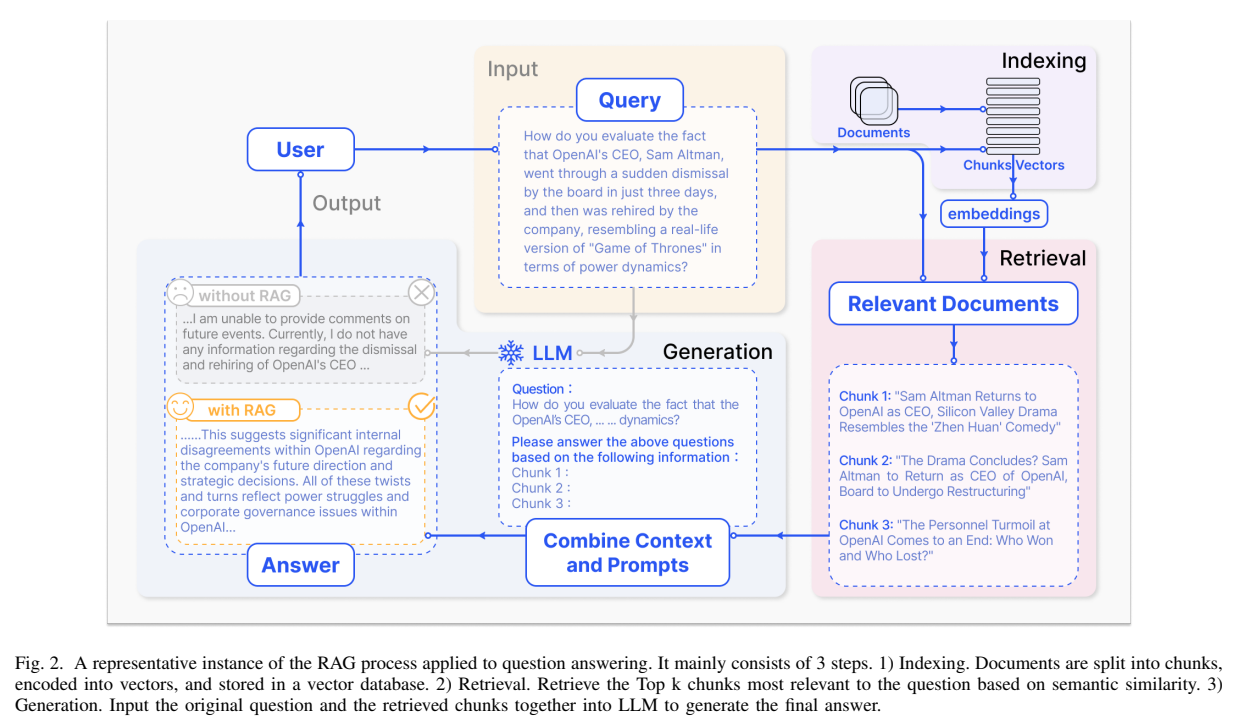 Input
Query
How do you evaluate the fact
that OpenAI's CEO, Sam Altman,
went through a sudden dismissal
by the board in just three days,
and then was rehired by the
company, resembling a real-life
version of "Game of Thrones" in
terms of power dynamics?
Indexing
Documents
Chunks Vectors
embeddings
User
Output
Retrieval
Relevant Documents
Chunk 1: "Sam Altman Returns to
OpenAI as CEO, Silicon Valley Drama
Resembles the 'Zhen Huan' Comedy"
Chunk 2: "The Drama Concludes? Sam
Altman to Return as CEO of OpenAI,
Board to Undergo Restructuring"
Chunk 3: "The Personnel Turmoil at
OpenAI Comes to an End: Who Won
and Who Lost?"
LLM
Generation
Question :
How do you evaluate the fact that the
OpenAI's CEO, ... ... dynamics?
Please answer the above questions
based on the following information :
Chunk 1 :
Chunk 2 :
Chunk 3 :
Combine Context
and Prompts
without RAG
...I am unable to provide comments on
future events. Currently, I do not have
any information regarding the dismissal
and rehiring of OpenAI's CEO ...
with RAG
......This suggests significant internal
disagreements within OpenAI regarding
the company's future direction and
strategic decisions. All of these twists
and turns reflect power struggles and
corporate governance issues within
OpenAI...
Answer
Fig. 2. A representative instance of the RAG process applied to question answering. It mainly consists of 3 steps. 1) Indexing. Documents are split into chunks,
encoded into vectors, and stored in a vector database. 2) Retrieval. Retrieve the Top k chunks most relevant to the question based on semantic similarity. 3)
Generation. Input the original question and the retrieved chunks together into LLM to generate the final answer.